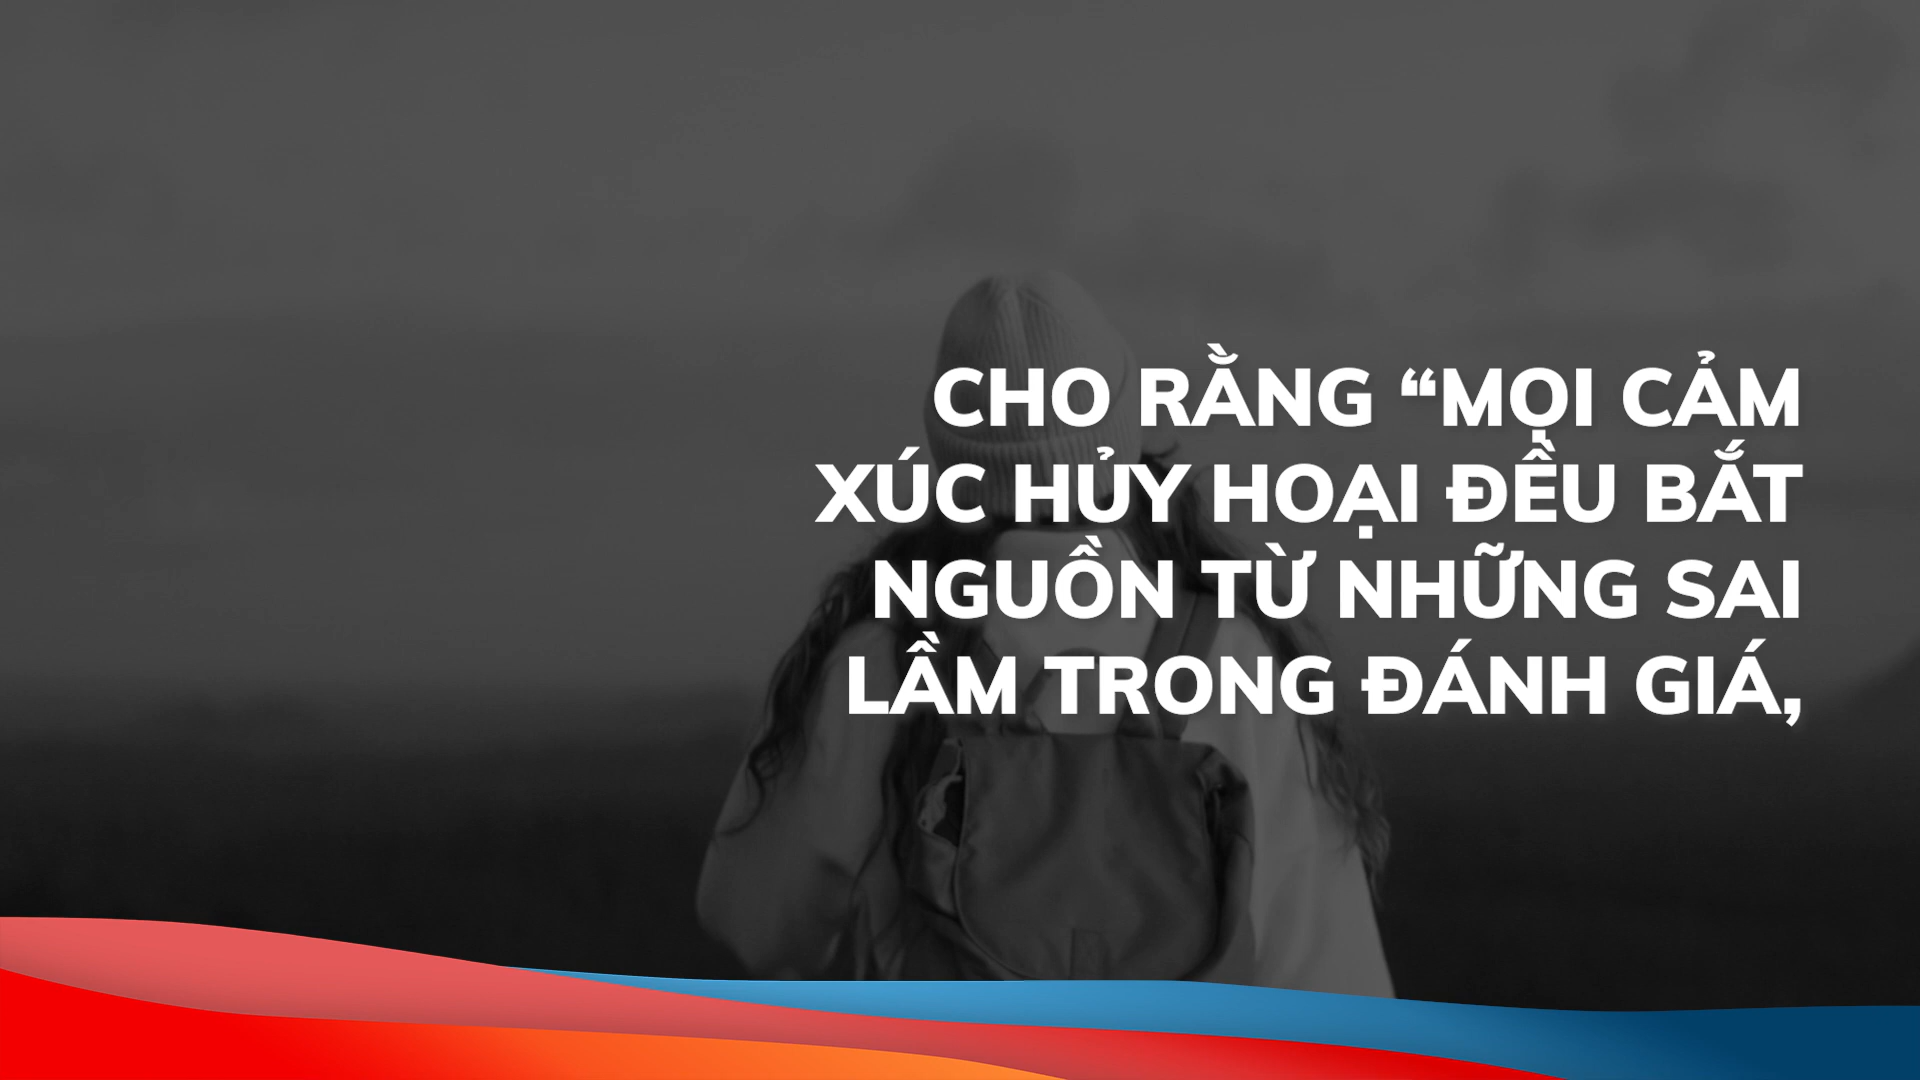 CHO RẰNG “MỌI CẢM
XÚC HỦY HOẠI ĐỀU BẮT
NGUỒN TỪ NHỮNG SAI
LẦM TRONG ĐÁNH GIÁ,